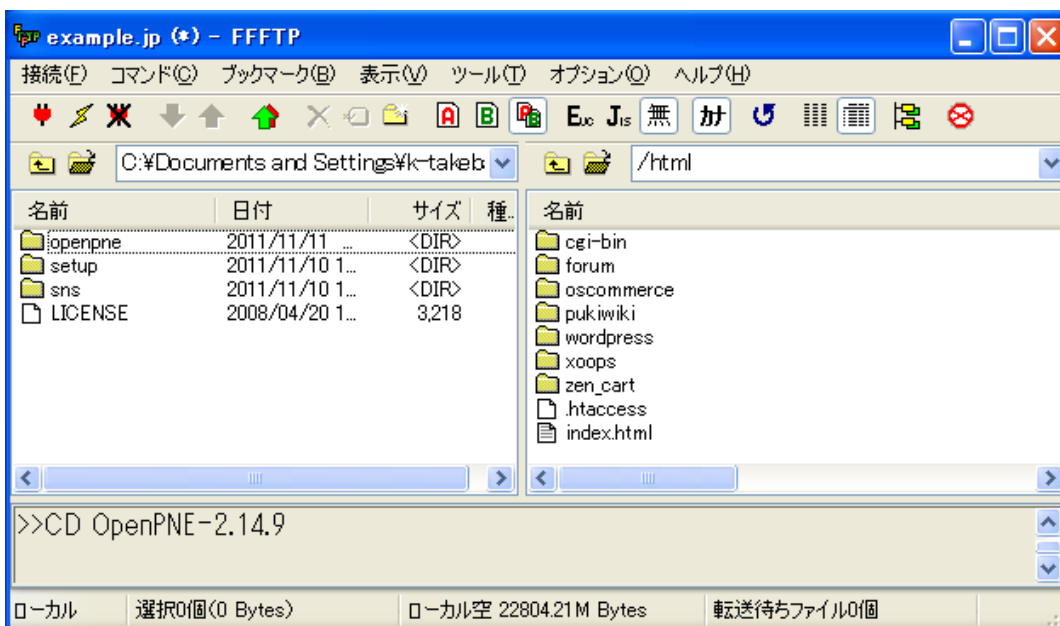 example.jp (*) - FFFTP
接続(F) コマンド(C) ブックマーク(B) 表示(V) ツール(T) オプション(O) ヘルプ(H)
A B AB Euc Jis 無 カナ
C:¥Documents and Settings¥k-takeb /html
名前 日付 サイズ 種.. 名前
openpne 2011/11/11 ... <DIR> cgi-bin
setup 2011/11/10 1... <DIR> forum
sns 2011/11/10 1... <DIR> oscommerce
LICENSE 2008/04/20 1... 3,218 pukiwiki
wordpress
xoops
zen_cart
.htaccess
index.html
>>CD OpenPNE-2.14.9
ローカル 選択0個(0 Bytes) ローカル空 22804.21M Bytes 転送待ちファイル0個